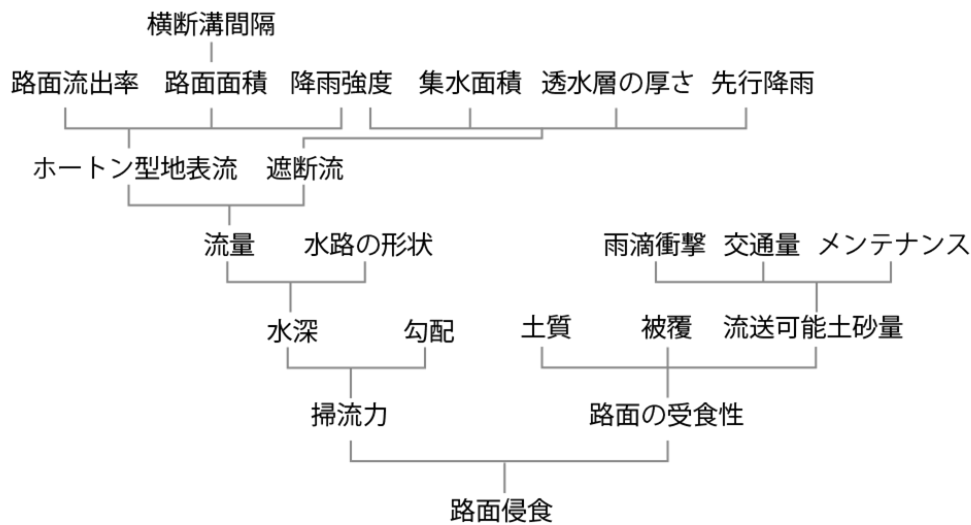 横断溝間隔
路面流出率 路面面積 降雨強度 集水面積 透水層の厚さ 先行降雨
ホートン型地表流 遮断流
流量 水路の形状 雨滴衝撃 交通量 メンテナンス
水深 勾配 土質 被覆 流送可能土砂量
掃流力 路面の受食性
路面侵食